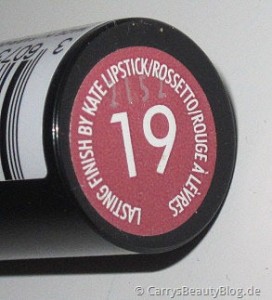 LASTING FINISH BY KATE LIPSTICK/ROSSETTO/ROUGE À LÈVRES
19
© CarrysBeautyBlog.de